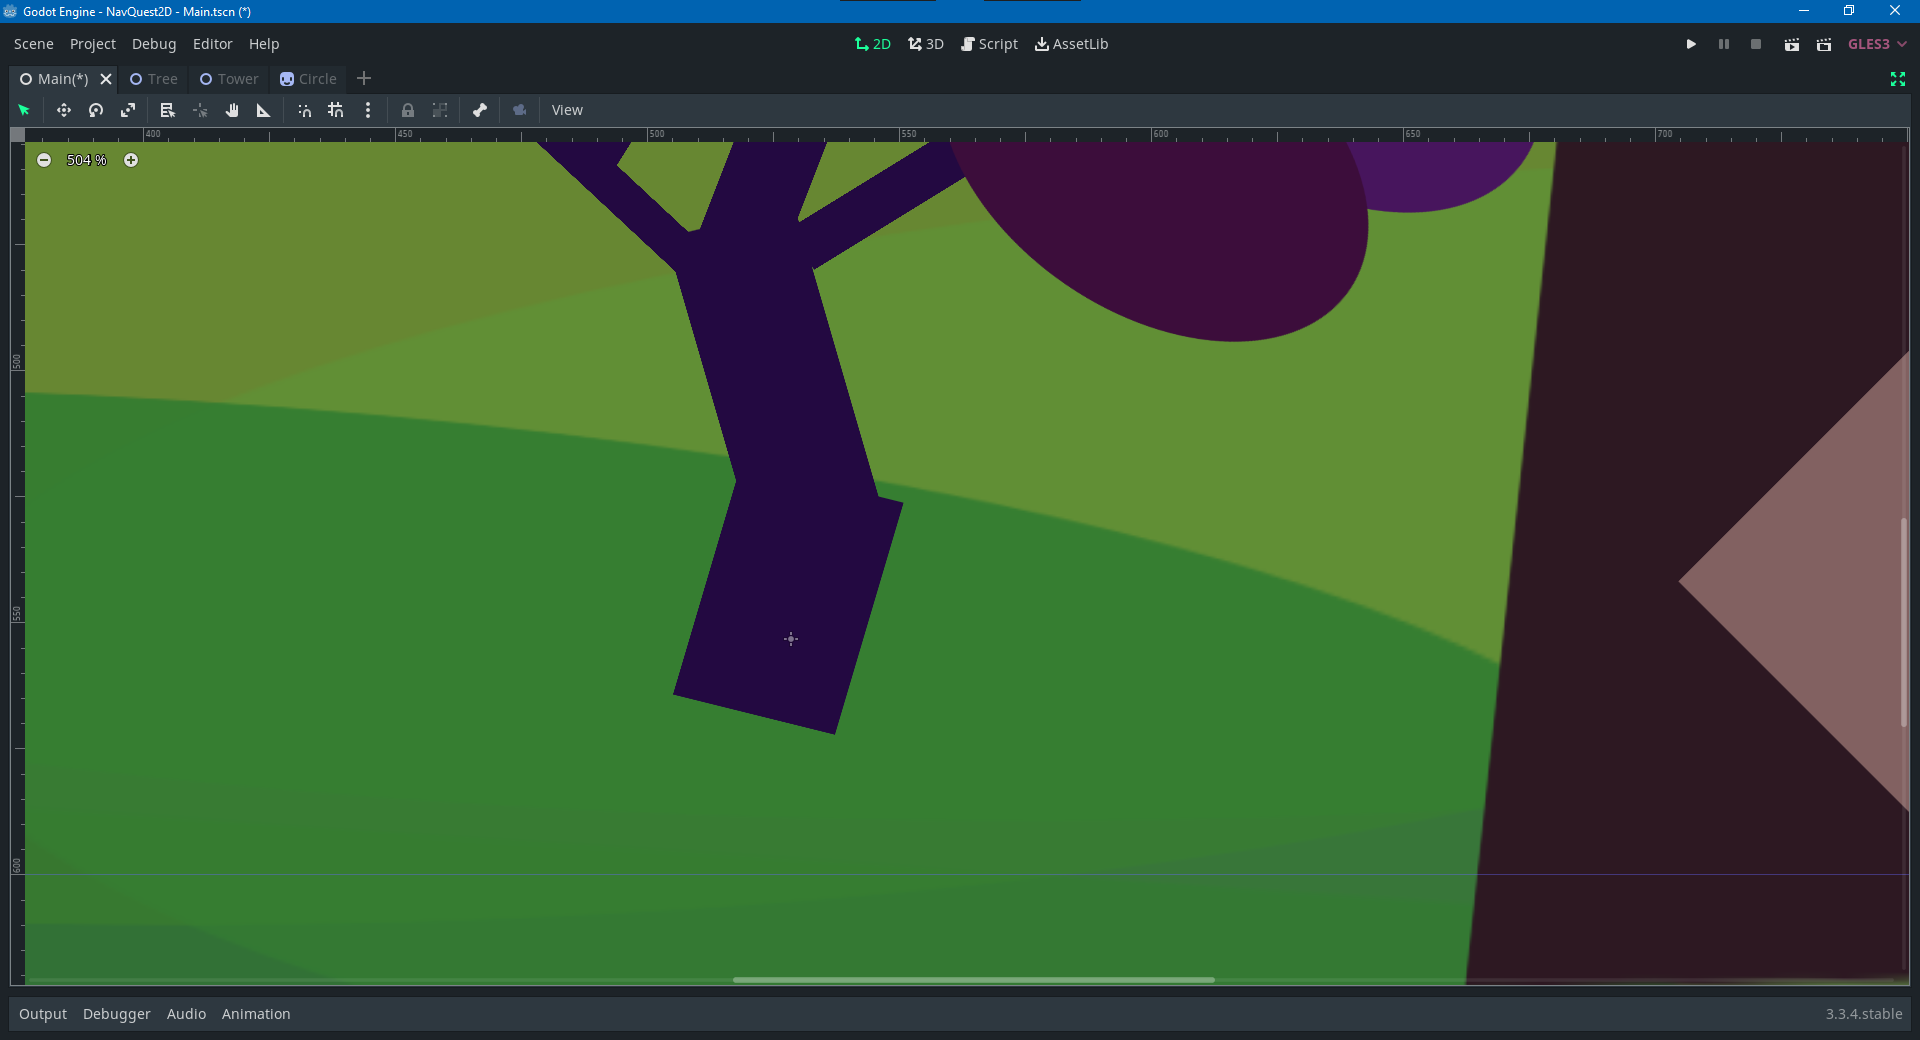 Godot Engine - NavQuest2D - Main.tscn (*)
Scene Project Debug Editor Help 2D 3D Script AssetLib GLES3
Main(*) Tree Tower Circle
View
400 450 500 550 600 650 700
504 %
500
550
600
Output Debugger Audio Animation 3.3.4.stable